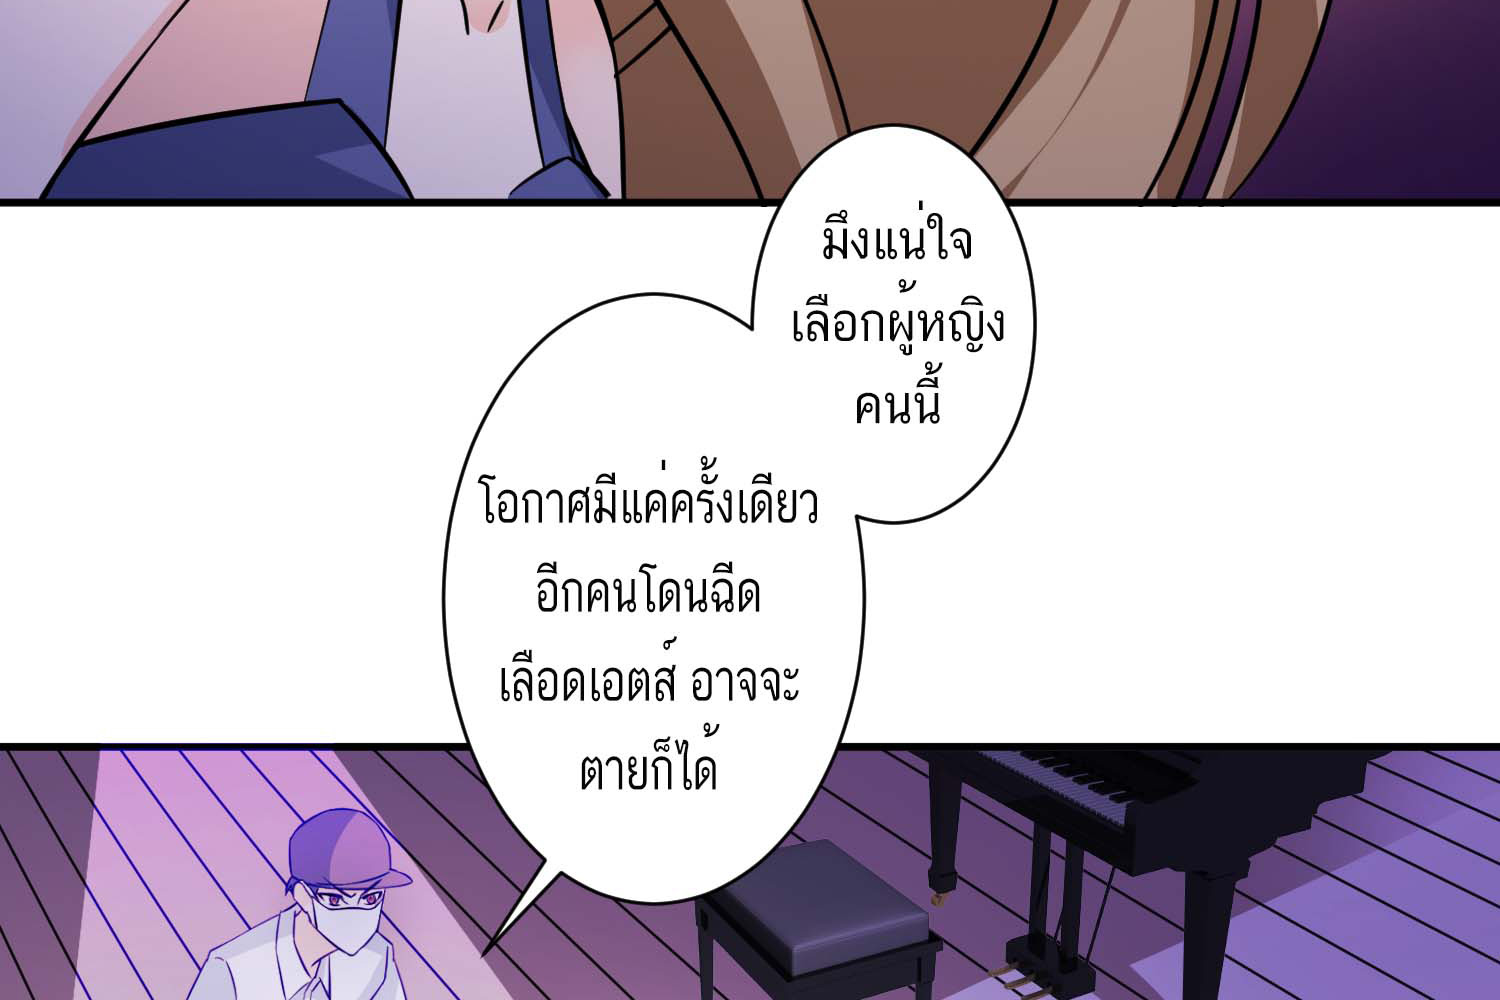 มึงแน่ใจ
เลือกผู้หญิง
คนนี้
โอกาศมีแค่ครั้งเดียว
อีกคนโดนฉีด
เลือดเอตส์ อาจจะ
ตายก็ได้